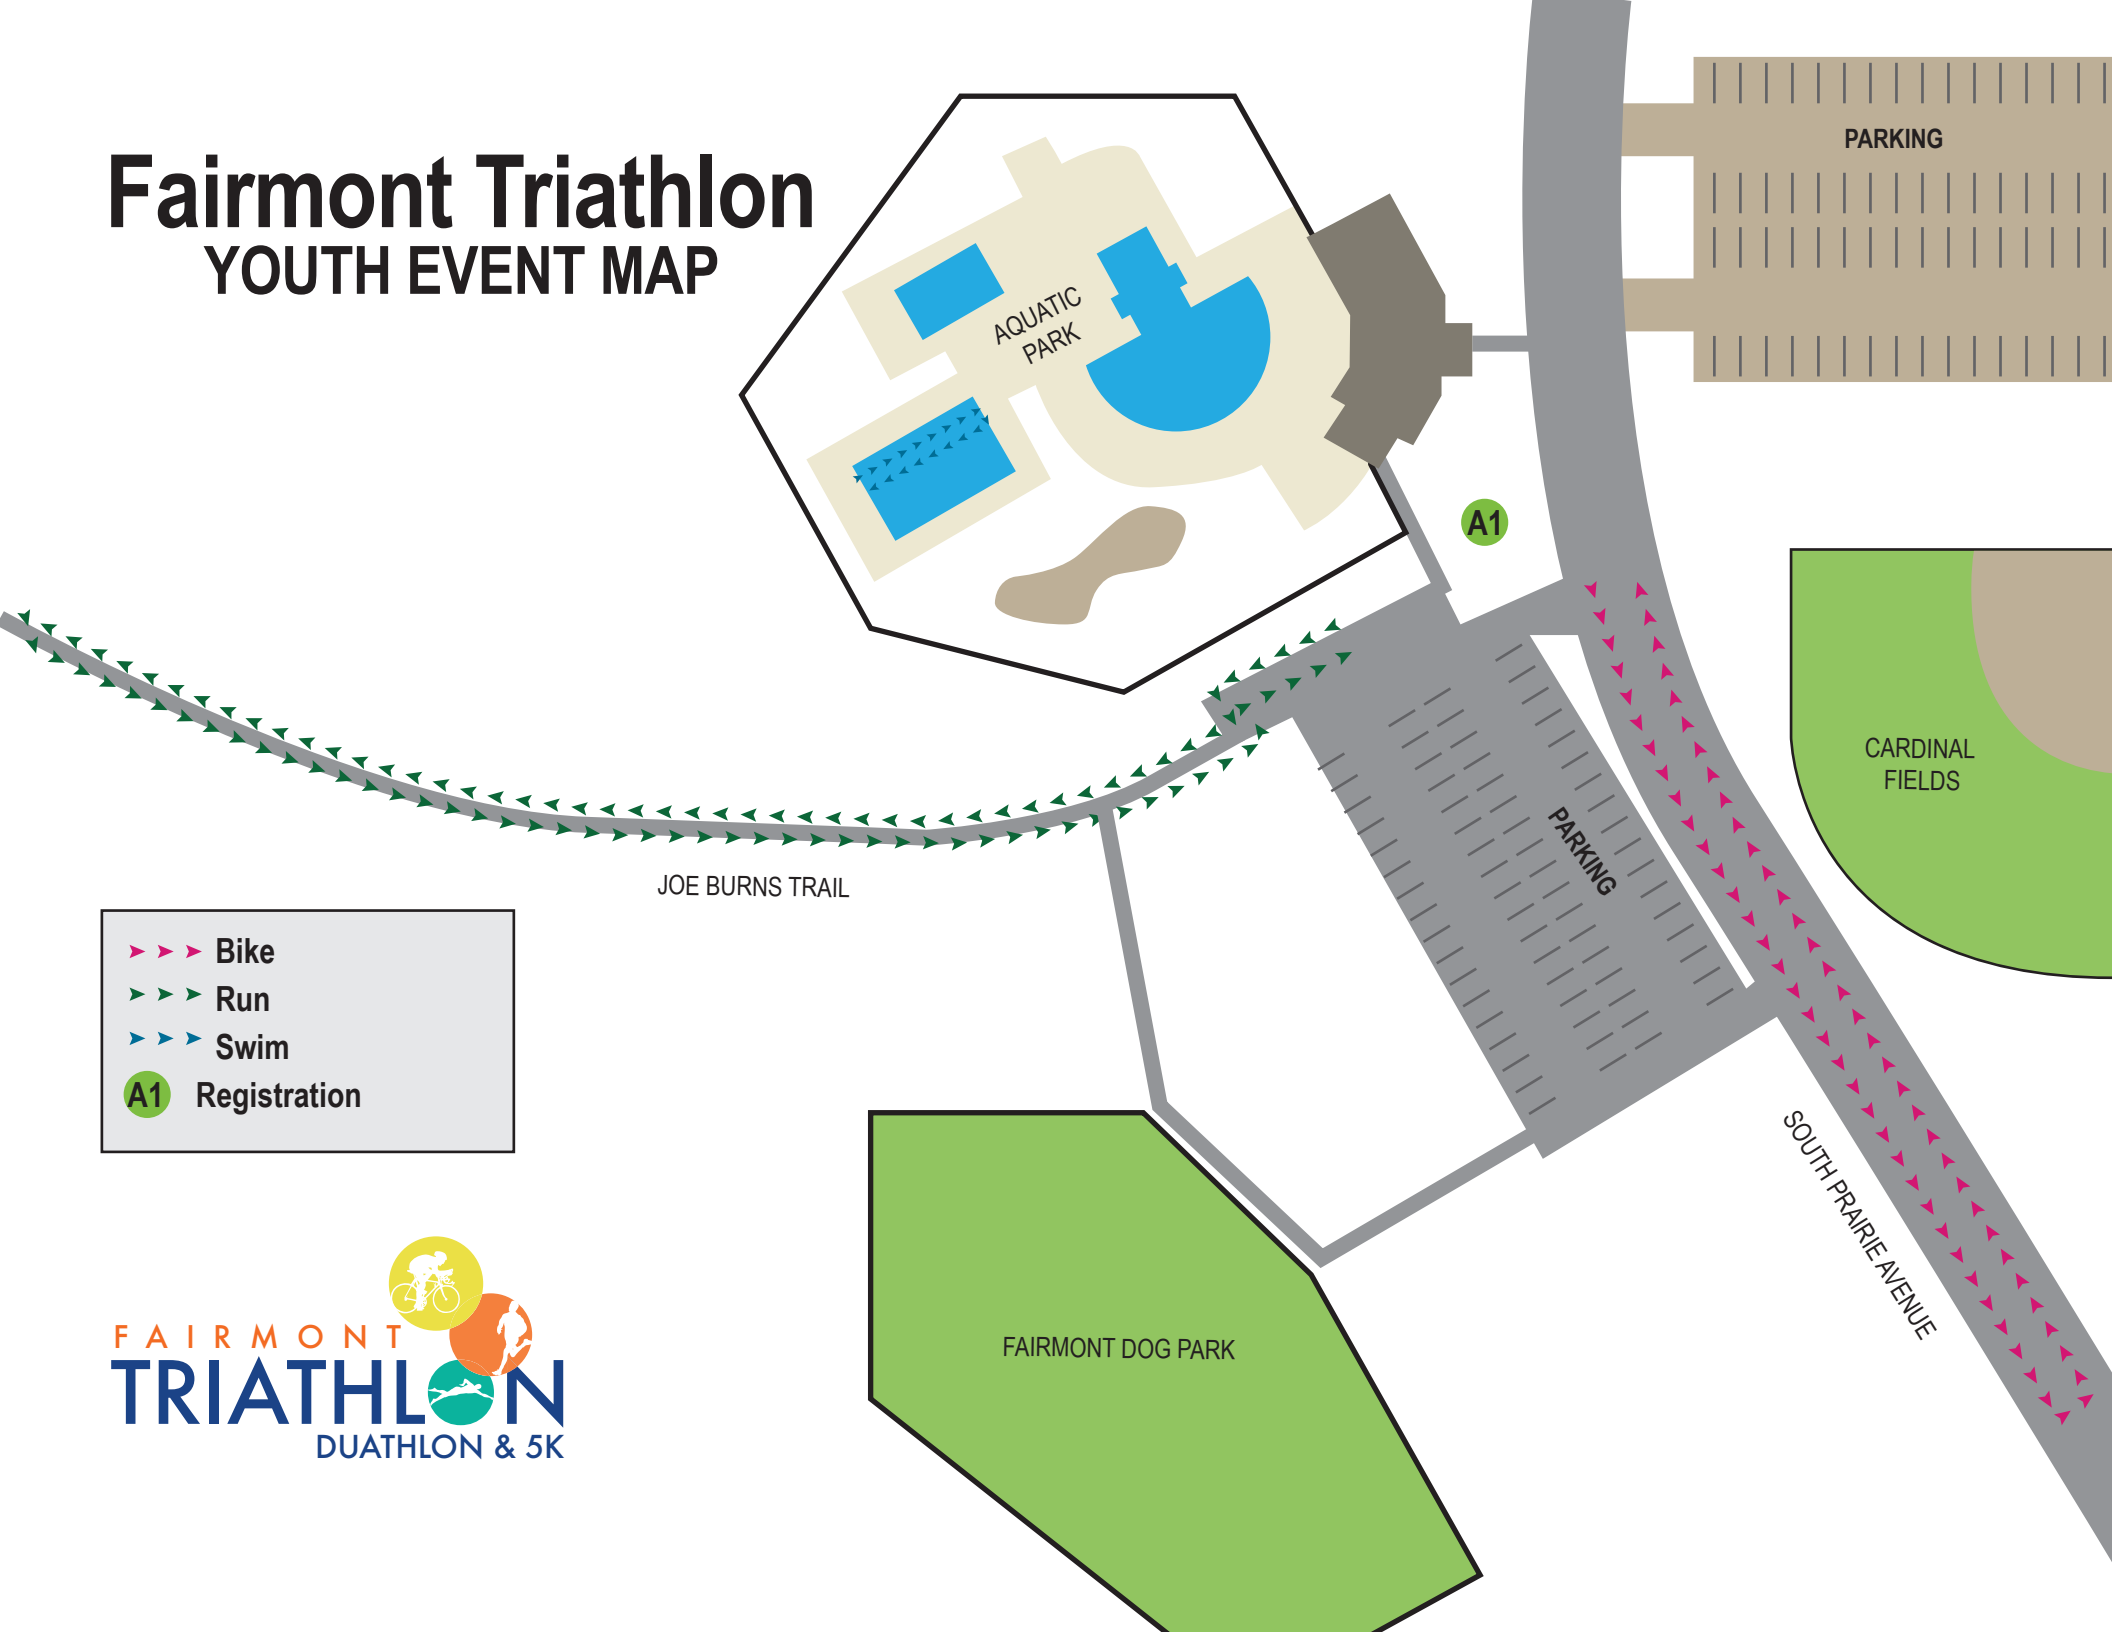 Fairmont Triathlon
YOUTH EVENT MAP
PARKING
AQUATIC
PARK
A1
CARDINAL
FIELDS
PARKING
JOE BURNS TRAIL
Bike
Run
Swim
A1 Registration
SOUTH PRAIRIE AVENUE
FAIRMONT DOG PARK
FAIRMONT
TRIATHLON
DUATHLON & 5K